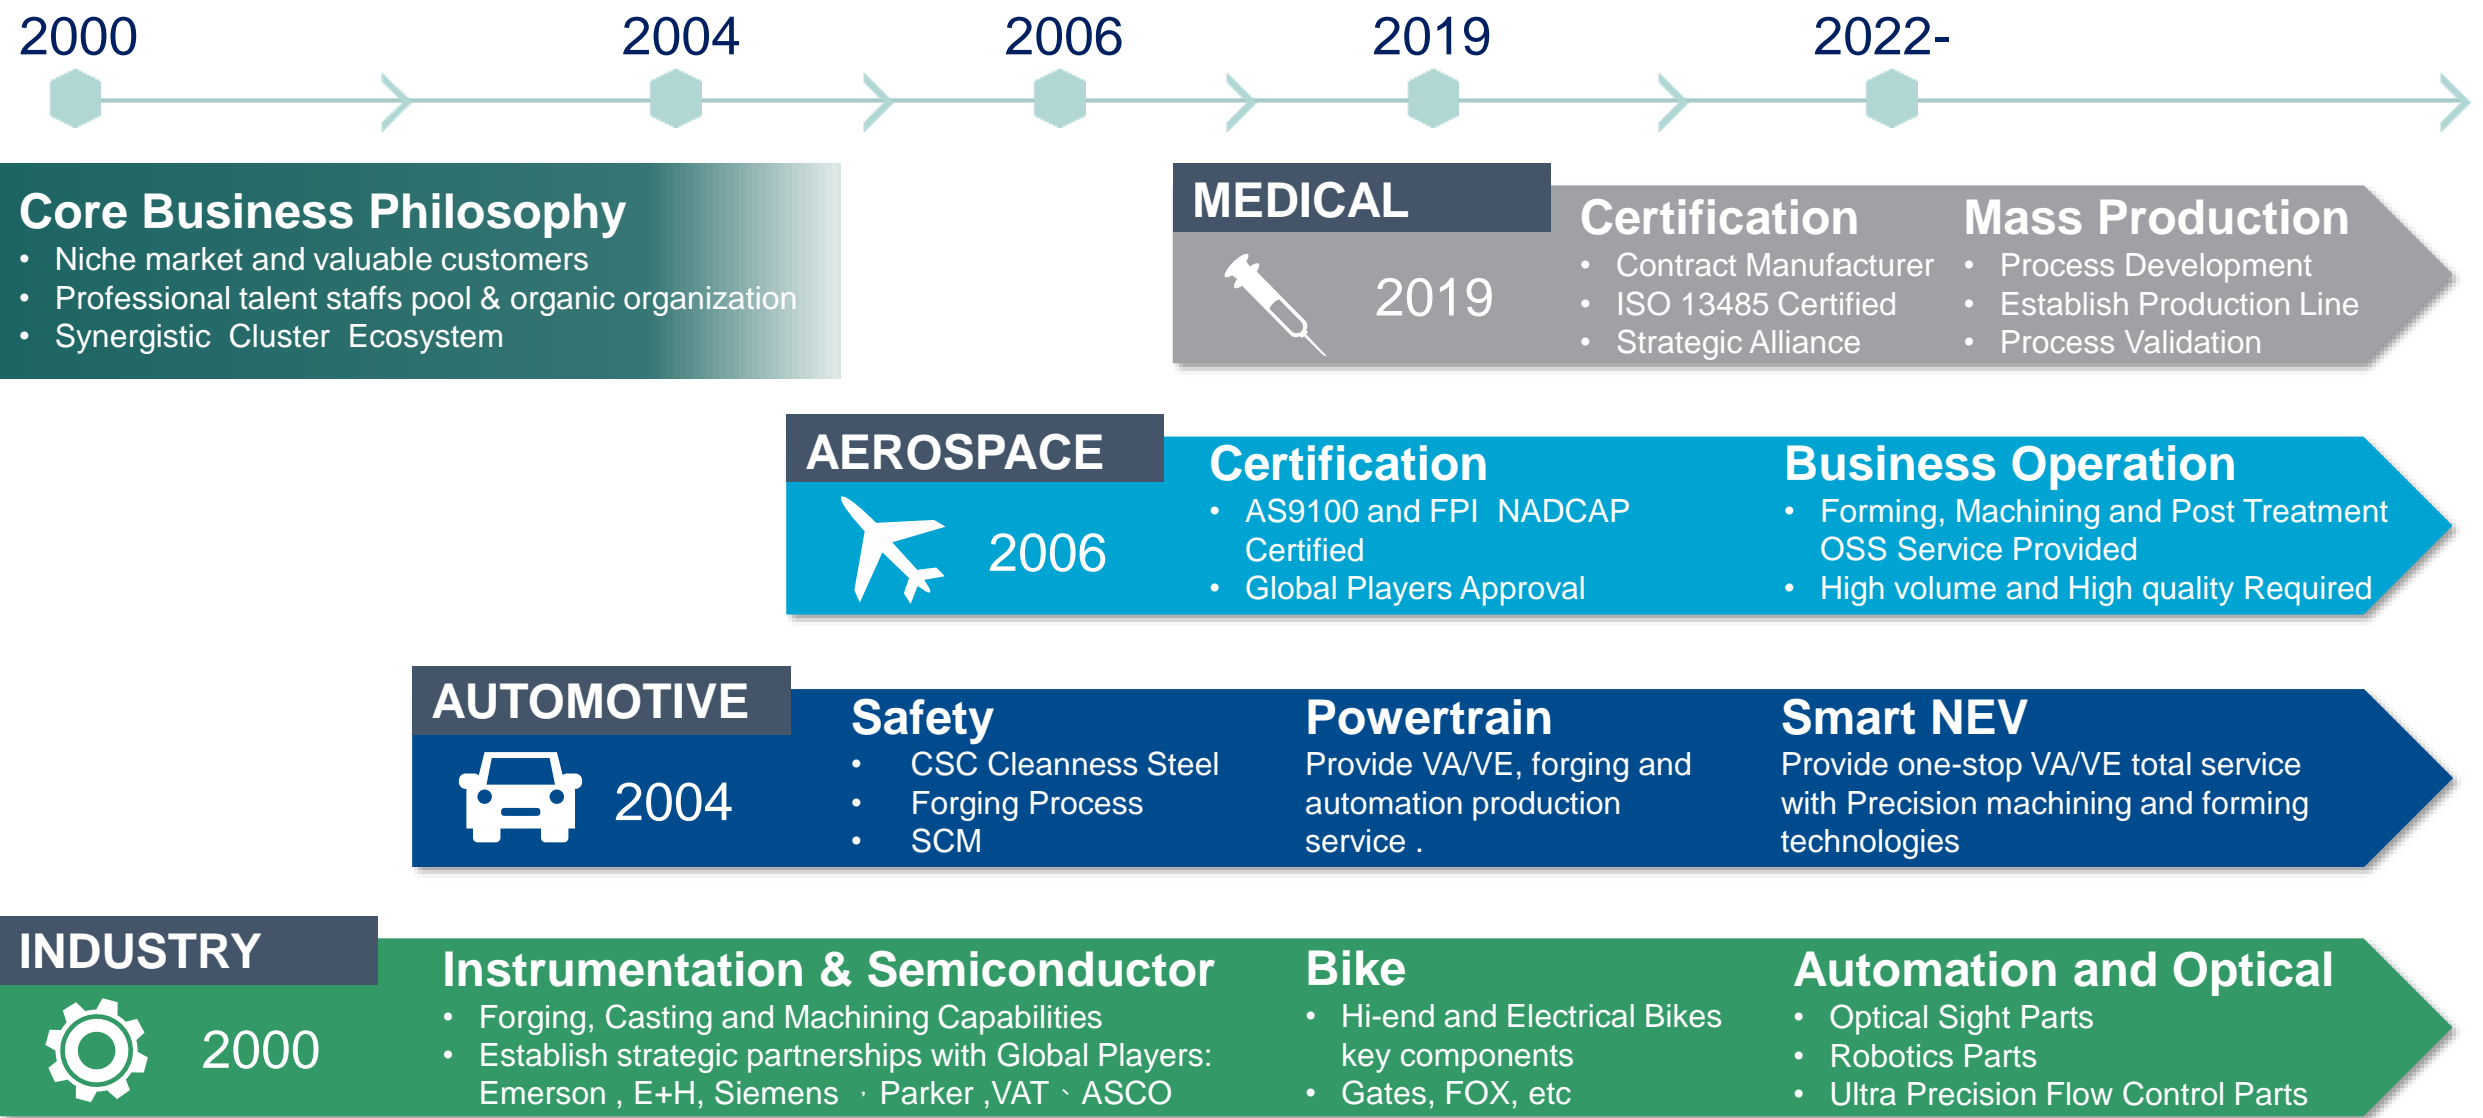 2000
2004
2006
2019
2022-
Core Business Philosophy
• Niche market and valuable customers
• Professional talent staffs pool & organic organization
• Synergistic Cluster Ecosystem
MEDICAL
2019
Certification
• Contract Manufacturer
• ISO 13485 Certified
• Strategic Alliance
Mass Production
• Process Development
• Establish Production Line
• Process Validation
AEROSPACE
2006
Certification
• AS9100 and FPI NADCAP
Certified
• Global Players Approval
Business Operation
• Forming, Machining and Post Treatment
OSS Service Provided
• High volume and High quality Required
AUTOMOTIVE
2004
Safety
• CSC Cleanness Steel
• Forging Process
• SCM
Powertrain
Provide VA/VE, forging and
automation production
service .
Smart NEV
Provide one-stop VA/VE total service
with Precision machining and forming
technologies
INDUSTRY
2000
Instrumentation & Semiconductor
• Forging, Casting and Machining Capabilities
• Establish strategic partnerships with Global Players:
Emerson , E+H, Siemens ，Parker ,VAT、ASCO
Bike
• Hi-end and Electrical Bikes
key components
• Gates, FOX, etc
Automation and Optical
• Optical Sight Parts
• Robotics Parts
• Ultra Precision Flow Control Parts